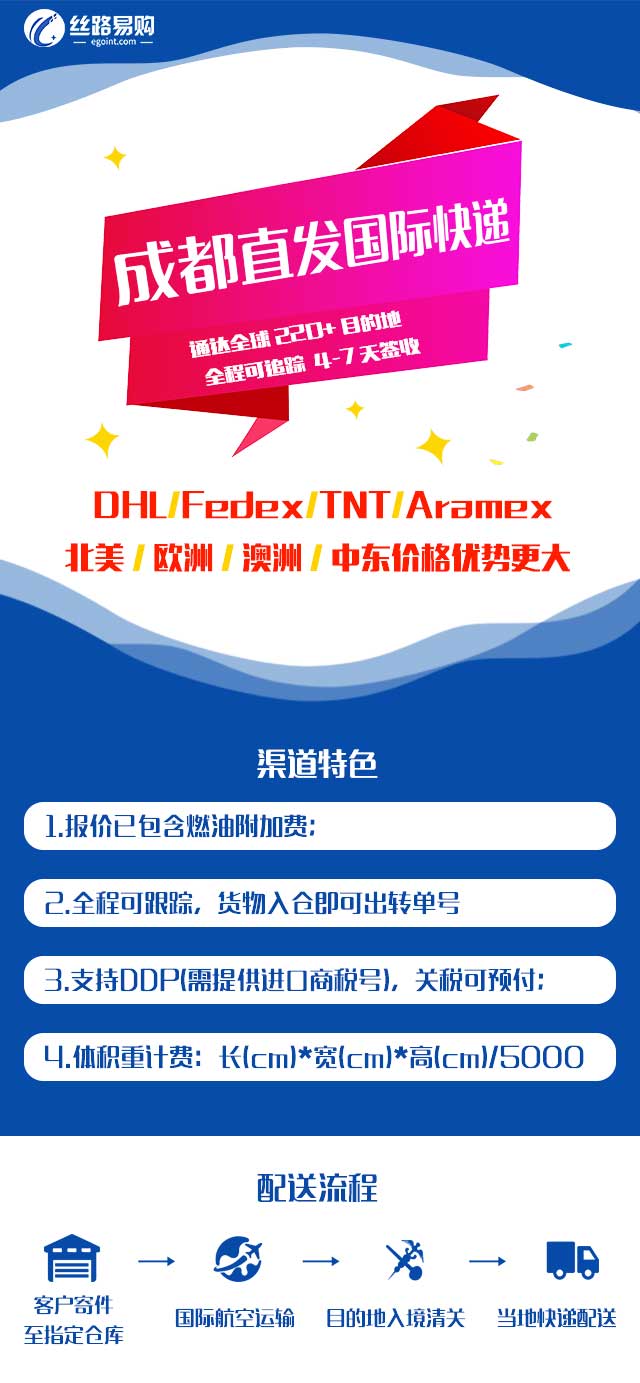 丝路易购
egoint.com
成都直发国际快递
通达全球 220+ 目的地
全程可追踪 4-7 天签收
DHL/Fedex/TNT/Aramex
北美 / 欧洲 / 澳洲 / 中东价格优势更大
渠道特色
1.报价已包含燃油附加费；
2.全程可跟踪，货物入仓即可出转单号
3.支持DDP(需提供进口商税号)，关税可预付；
4.体积重计费：长(cm)*宽(cm)*高(cm)/5000
配送流程
客户寄件
至指定仓库
国际航空运输
目的地入境清关
当地快递配送